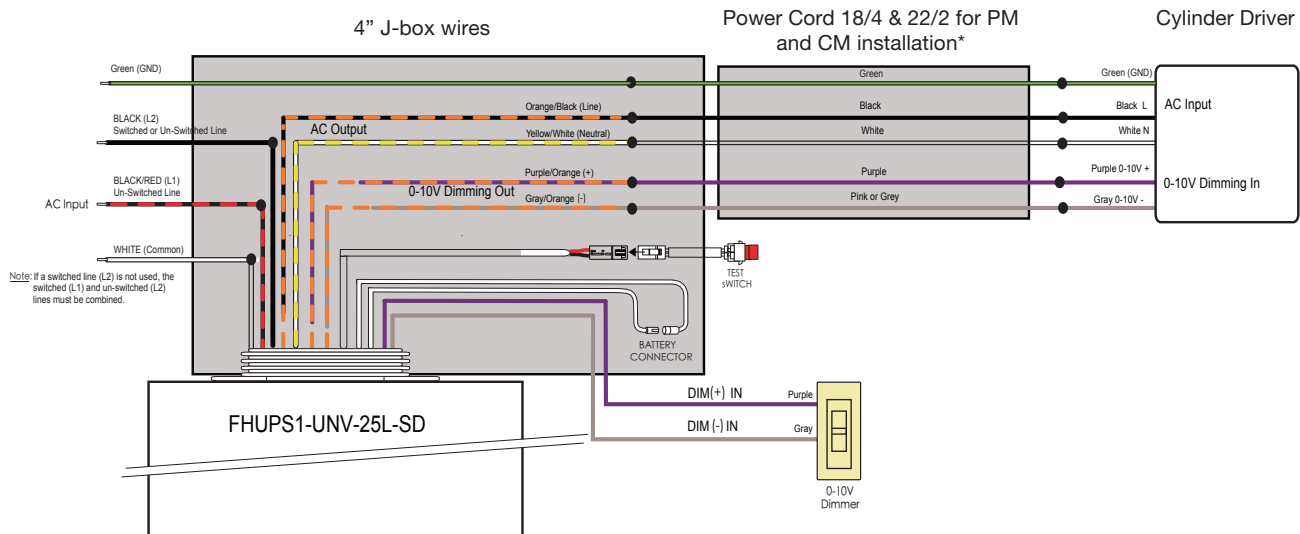 4” J-box wires
Power Cord 18/4 & 22/2 for PM
and CM installation*
Cylinder Driver
Green (GND)
Green
Green (GND)
Orange/Black (Line)
Black
Black L
AC Input
BLACK (L2)
Switched or Un-Switched Line
AC Output
Yellow/White (Neutral)
White
White N
BLACK/RED (L1)
Un-Switched Line
Purple/Orange (+)
Purple
Purple 0-10V +
0-10V Dimming Out
0-10V Dimming In
AC Input
Gray/Orange (-)
Pink or Grey
Gray 0-10V -
WHITE (Common)
Note: If a switched line (L2) is not used, the
switched (L1) and un-switched (L2)
lines must be combined.
TEST
sWITCH
BATTERY
CONNECTOR
DIM(+) IN
Purple
FHUPS1-UNV-25L-SD
DIM (-) IN
Gray
0-10V
Dimmer